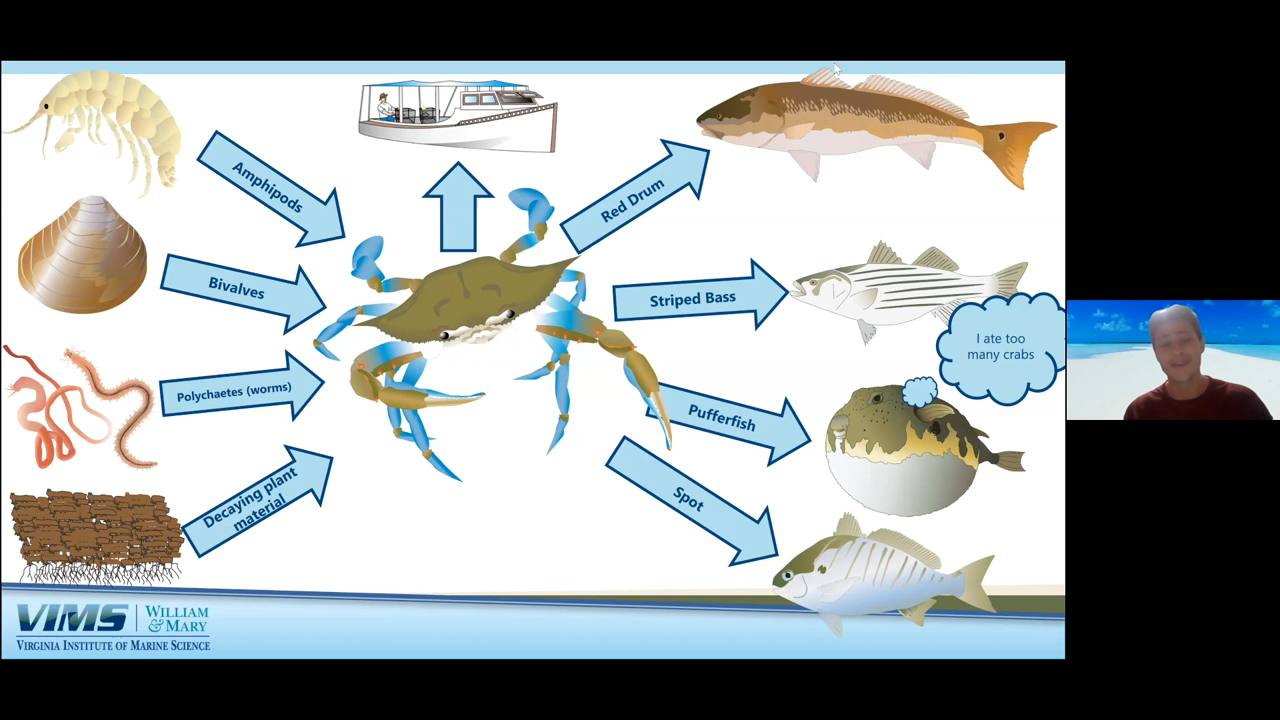 Amphipods
Bivalves
Polychaetes (worms)
Decaying plant
material
Red Drum
Striped Bass
Pufferfish
Spot
I ate too
many crabs
VIMS
WILLIAM
& MARY
VIRGINIA INSTITUTE OF MARINE SCIENCE